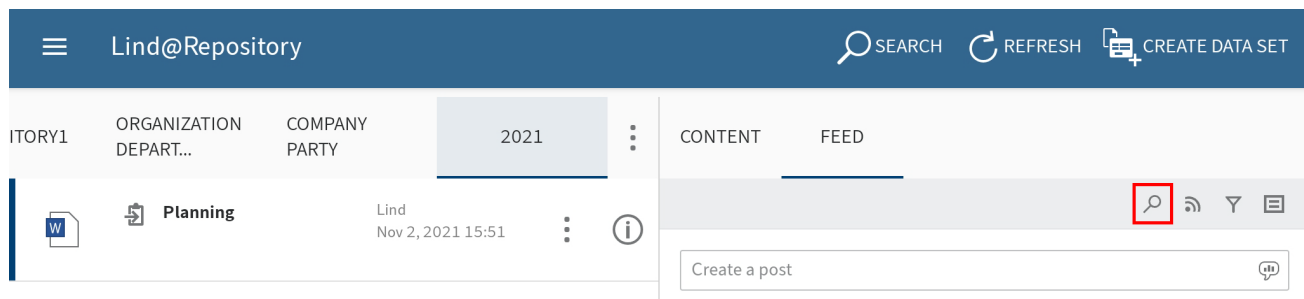 Lind@Repository SEARCH REFRESH CREATE DATA SET
ITORY1 ORGANIZATION DEPART... COMPANY PARTY 2021 CONTENT FEED
W Planning Lind
Nov 2, 2021 15:51
Create a post